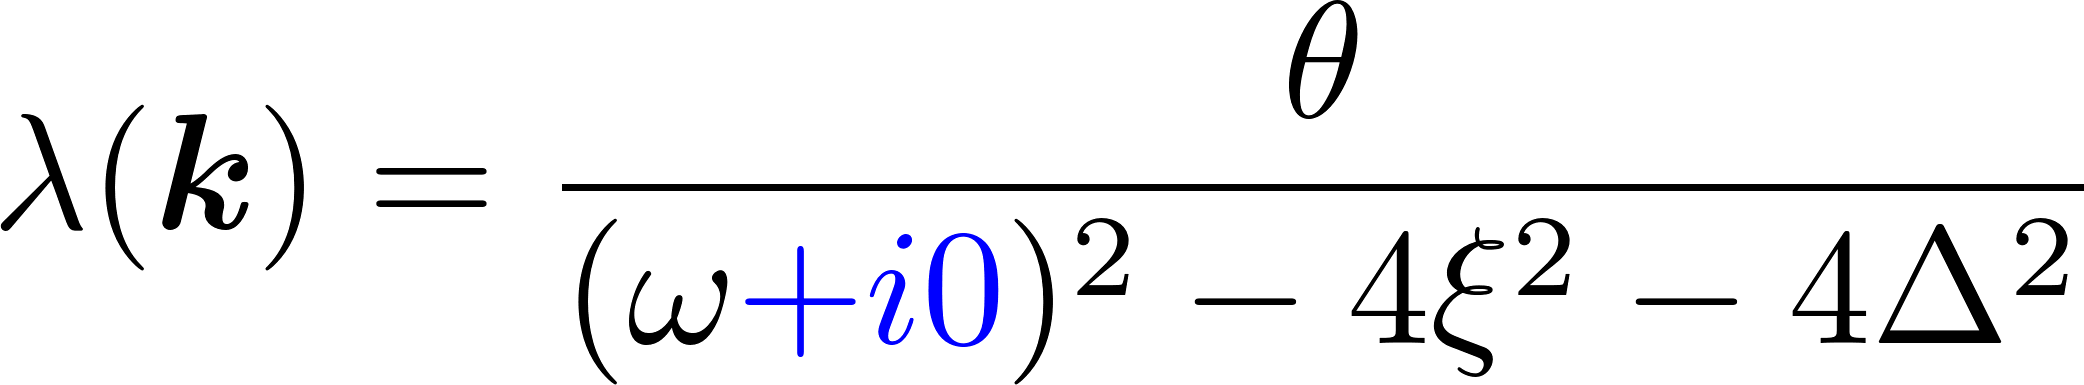 λ(k) = θ / ((ω+i0)² − 4ξ² − 4Δ²)